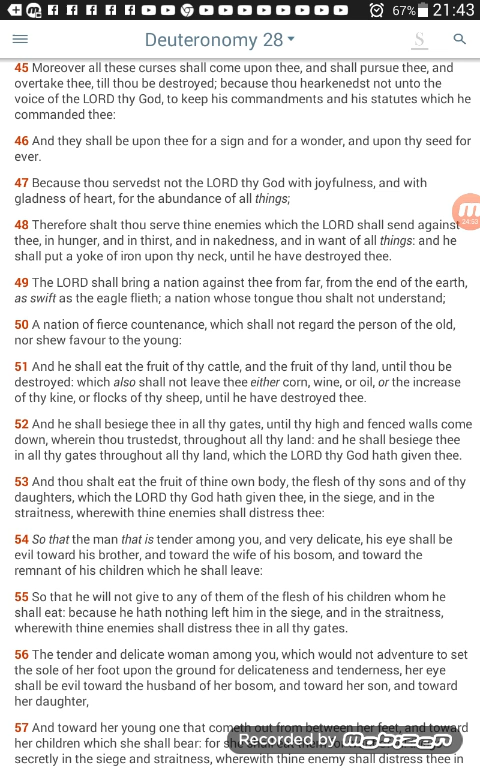 67% 21:43
Deuteronomy 28
S
45 Moreover all these curses shall come upon thee, and shall pursue thee, and
overtake thee, till thou be destroyed; because thou hearkenedst not unto the
voice of the LORD thy God, to keep his commandments and his statutes which he
commanded thee:
46 And they shall be upon thee for a sign and for a wonder, and upon thy seed for
ever.
47 Because thou servedst not the LORD thy God with joyfulness, and with
gladness of heart, for the abundance of all things;
48 Therefore shalt thou serve thine enemies which the LORD shall send against
thee, in hunger, and in thirst, and in nakedness, and in want of all things: and he
shall put a yoke of iron upon thy neck, until he have destroyed thee.
49 The LORD shall bring a nation against thee from far, from the end of the earth,
as swift as the eagle flieth; a nation whose tongue thou shalt not understand;
50 A nation of fierce countenance, which shall not regard the person of the old,
nor shew favour to the young:
51 And he shall eat the fruit of thy cattle, and the fruit of thy land, until thou be
destroyed: which also shall not leave thee either corn, wine, or oil, or the increase
of thy kine, or flocks of thy sheep, until he have destroyed thee.
52 And he shall besiege thee in all thy gates, until thy high and fenced walls come
down, wherein thou trustedst, throughout all thy land: and he shall besiege thee
in all thy gates throughout all thy land, which the LORD thy God hath given thee.
53 And thou shalt eat the fruit of thine own body, the flesh of thy sons and of thy
daughters, which the LORD thy God hath given thee, in the siege, and in the
straitness, wherewith thine enemies shall distress thee:
54 So that the man that is tender among you, and very delicate, his eye shall be
evil toward his brother, and toward the wife of his bosom, and toward the
remnant of his children which he shall leave:
55 So that he will not give to any of them of the flesh of his children whom he
shall eat: because he hath nothing left him in the siege, and in the straitness,
wherewith thine enemies shall distress thee in all thy gates.
56 The tender and delicate woman among you, which would not adventure to set
the sole of her foot upon the ground for delicateness and tenderness, her eye
shall be evil toward the husband of her bosom, and toward her son, and toward
her daughter,
57 And toward her young one that cometh out from between her feet, and toward
her children which she shall bear: for she shall eat them
secretly in the siege and straitness, wherewith thine enemy shall distress thee in
Recorded by Mobizen